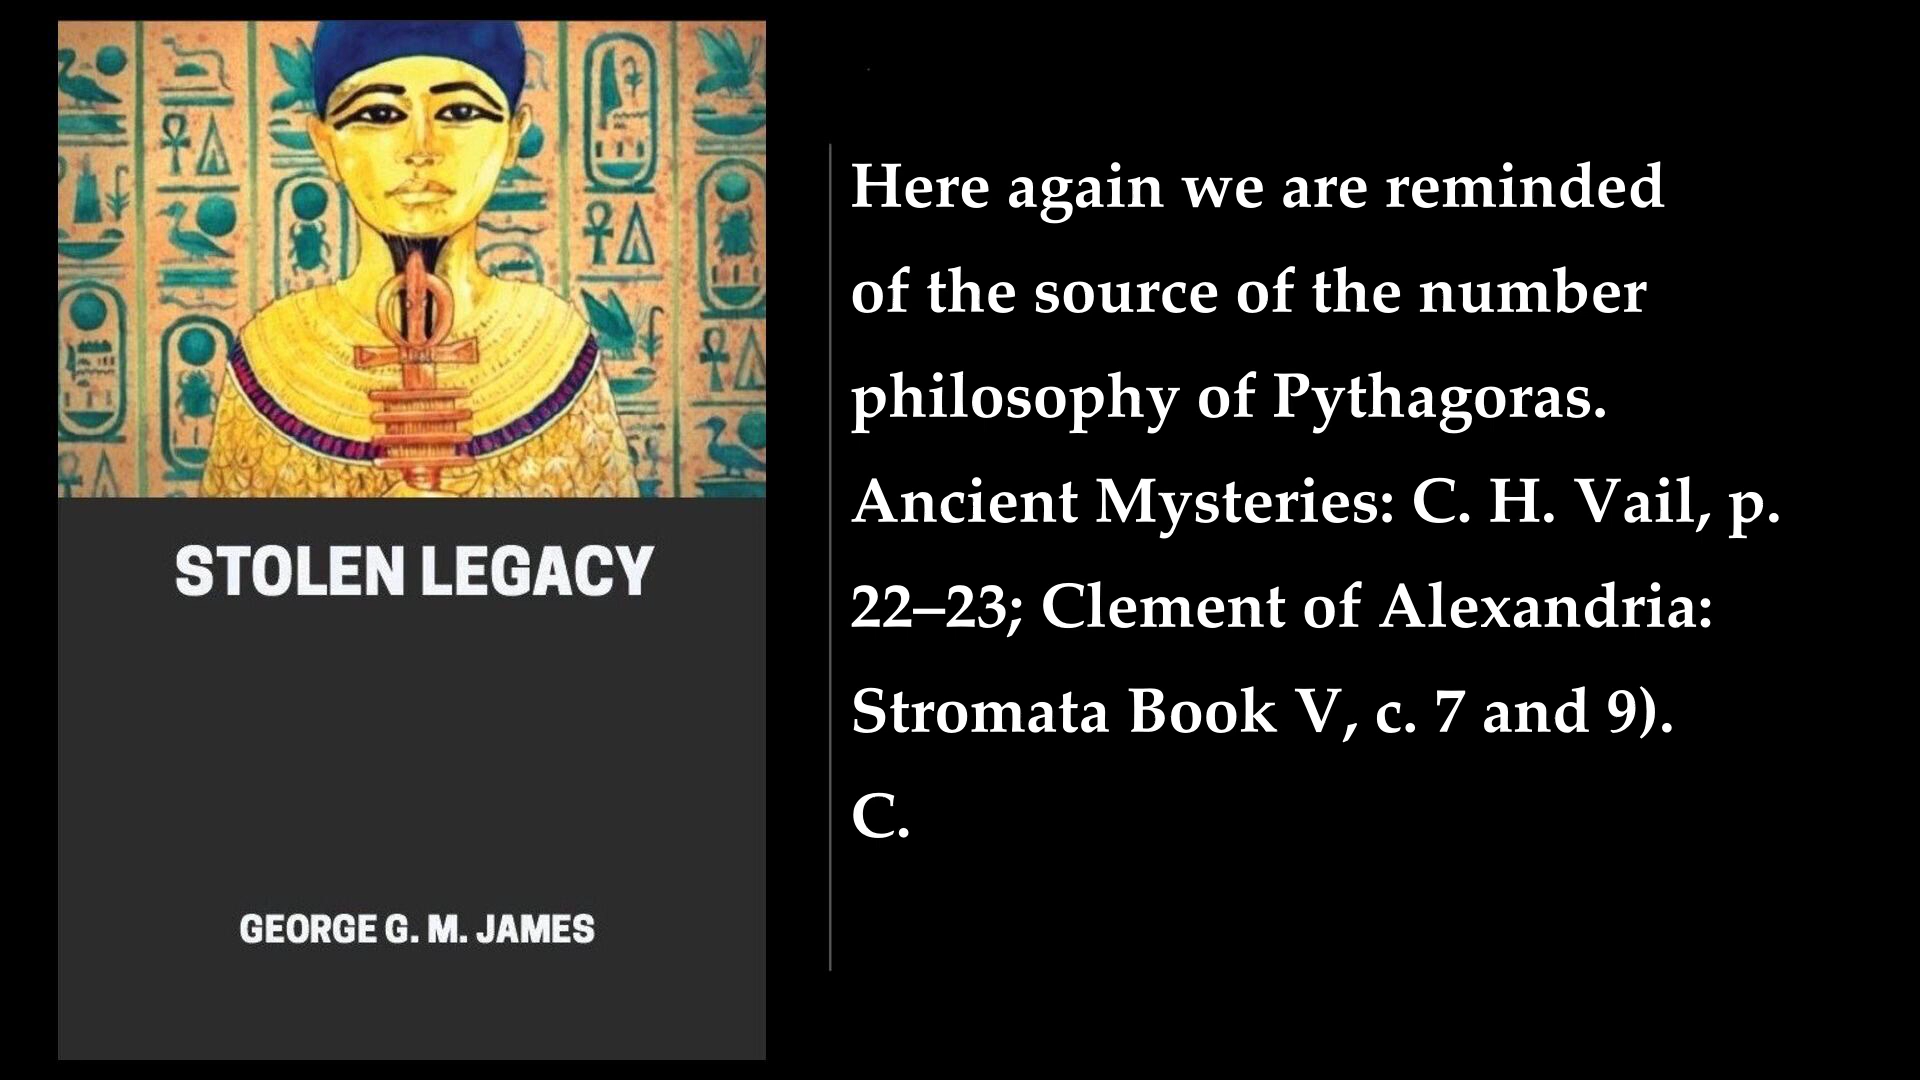 STOLEN LEGACY
GEORGE G. M. JAMES
Here again we are reminded
of the source of the number
philosophy of Pythagoras.
Ancient Mysteries: C. H. Vail, p.
22–23; Clement of Alexandria:
Stromata Book V, c. 7 and 9).
C.